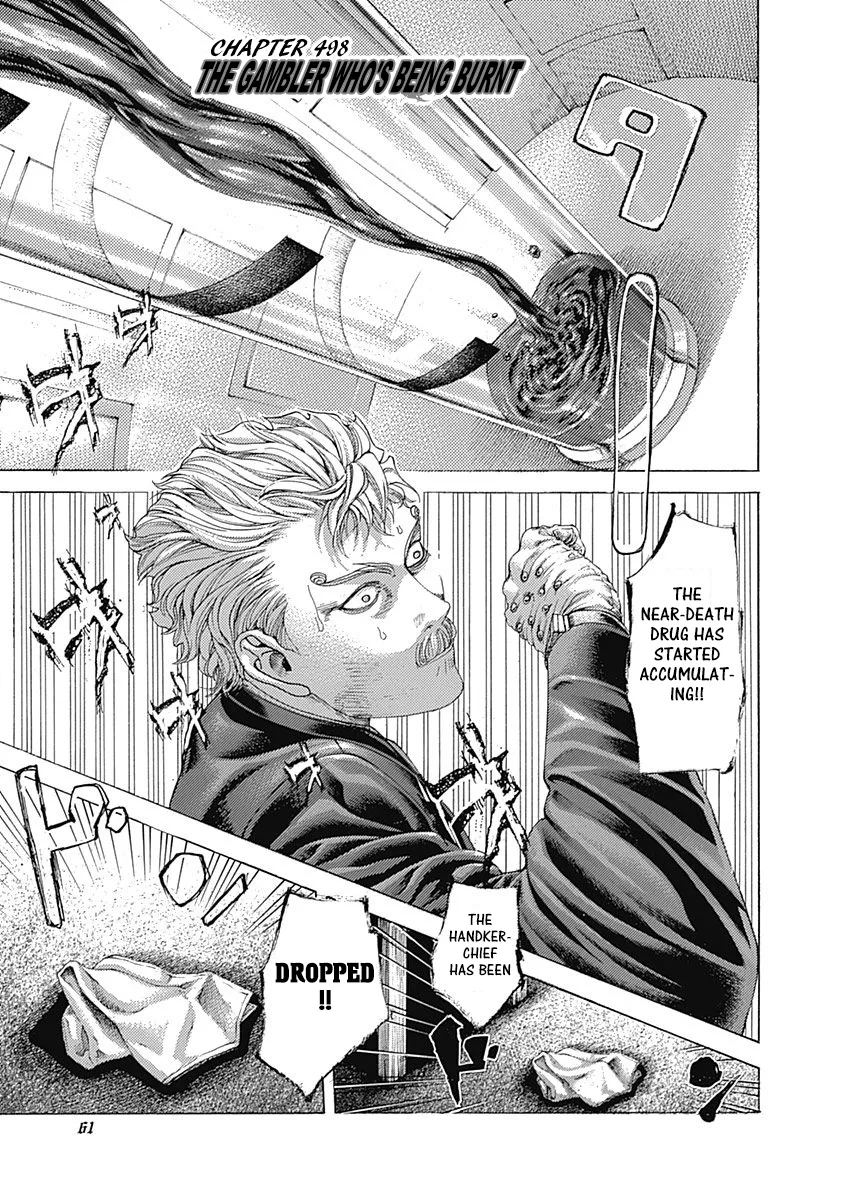 CHAPTER 498
THE GAMBLER WHO'S BEING BURNT
THE
NEAR-DEATH
DRUG HAS
STARTED
ACCUMULAT-
ING!!
THE
HANDKER-
CHIEF
HAS BEEN
DROPPED
!!
61